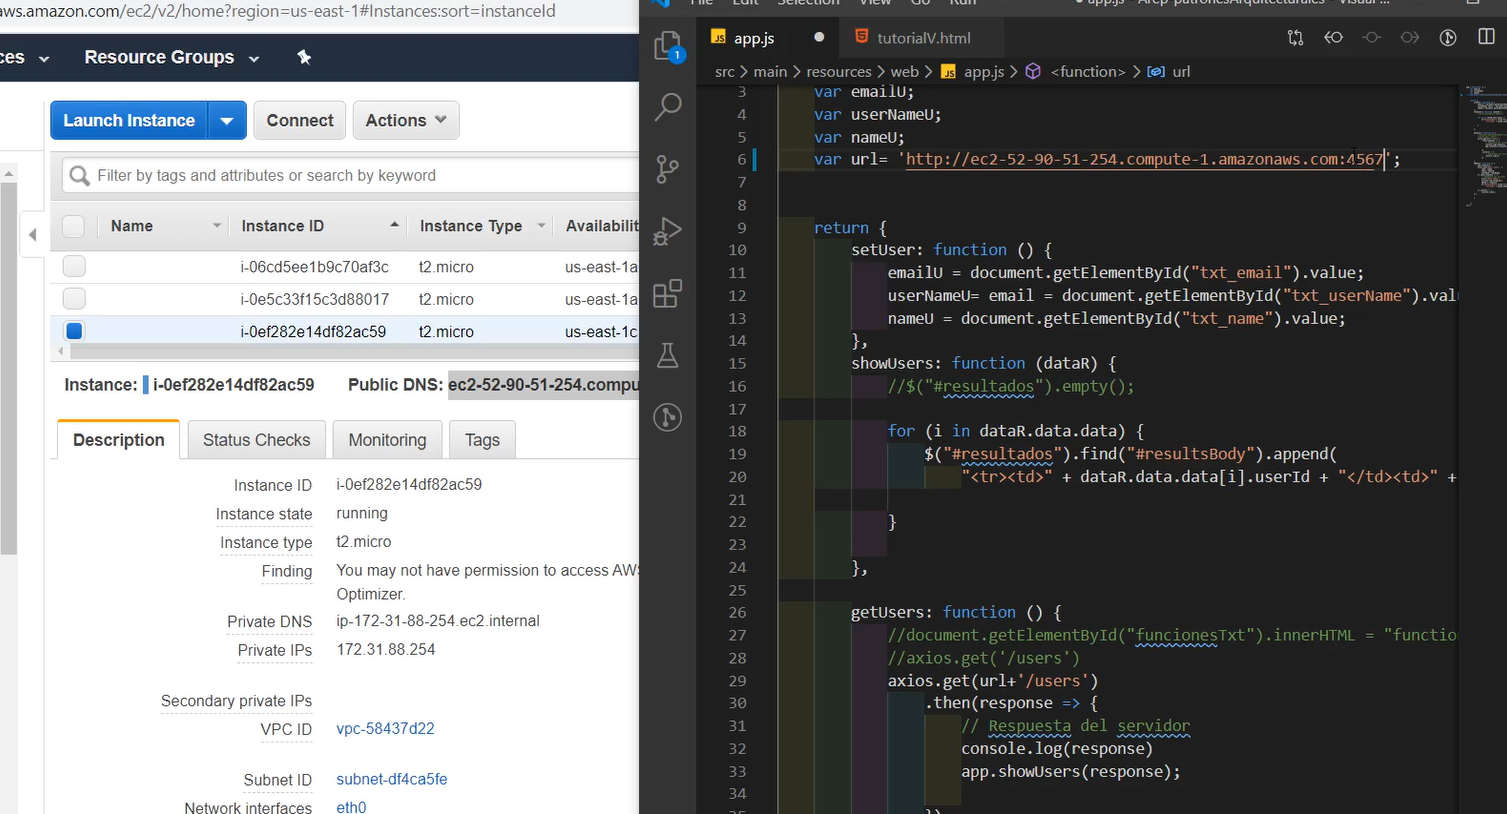 ws.amazon.com/ec2/v2/home?region=us-east-1#Instances:sort=instanceId
ces
Resource Groups
Launch Instance
Connect
Actions
Filter by tags and attributes or search by keyword
Name
Instance ID
Instance Type
Availabilit
i-06cd5ee1b9c70af3c t2.micro us-east-1a
i-0e5c33f15c3d88017 t2.micro us-east-1a
i-0ef282e14df82ac59 t2.micro us-east-1c
Instance: i-0ef282e14df82ac59 Public DNS: ec2-52-90-51-254.compu
Description
Status Checks
Monitoring
Tags
Instance ID i-0ef282e14df82ac59
Instance state running
Instance type t2.micro
Finding You may not have permission to access AWS
Optimizer.
Private DNS ip-172-31-88-254.ec2.internal
Private IPs 172.31.88.254
Secondary private IPs
VPC ID vpc-58437d22
Subnet ID subnet-df4ca5fe
Network interfaces eth0
File Edit Selection View Go Run app.js - Arep-patronesArquitecturales - Visual ...
1
JS app.js
tutorialV.html
src > main > resources > web > JS app.js > <function> > url
3 var emailU;
4 var userNameU;
5 var nameU;
6 var url= 'http://ec2-52-90-51-254.compute-1.amazonaws.com:4567';
7
8
9 return {
10 setUser: function () {
11 emailU = document.getElementById("txt_email").value;
12 userNameU= email = document.getElementById("txt_userName").val
13 nameU = document.getElementById("txt_name").value;
14 },
15 showUsers: function (dataR) {
16 //$("#resultados").empty();
17
18 for (i in dataR.data.data) {
19 $("#resultados").find("#resultsBody").append(
20 "<tr><td>" + dataR.data.data[i].userId + "</td><td>" +
21
22 }
23
24 },
25
26 getUsers: function () {
27 //document.getElementById("funcionesTxt").innerHTML = "functio
28 //axios.get('/users')
29 axios.get(url+'/users')
30 .then(response => {
31 // Respuesta del servidor
32 console.log(response)
33 app.showUsers(response);
34